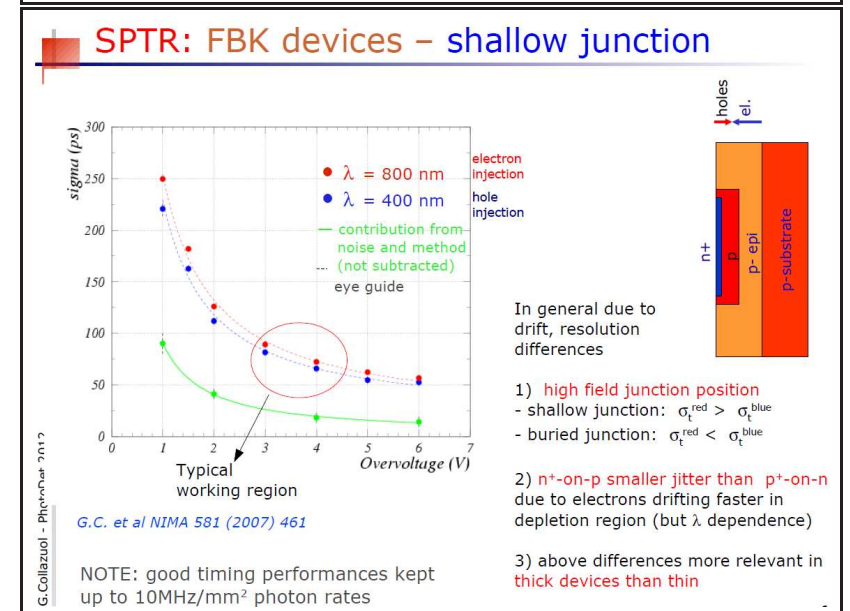 SPTR: FBK devices – shallow junction
holes
el.
300
250
200
150
100
50
0
sigma (ps)
λ = 800 nm
electron
injection
λ = 400 nm
hole
injection
contribution from
noise and method
(not subtracted)
eye guide
0 1 2 3 4 5 6 7
Overvoltage (V)
Typical
working region
G.C. et al NIMA 581 (2007) 461
NOTE: good timing performances kept
up to 10MHz/mm² photon rates
n+
p
p- epi
p-substrate
In general due to
drift, resolution
differences
1) high field junction position
- shallow junction: σₜʳᵉᵈ > σₜᵇˡᵘᵉ
- buried junction: σₜʳᵉᵈ < σₜᵇˡᵘᵉ
2) n⁺-on-p smaller jitter than p⁺-on-n
due to electrons drifting faster in
depletion region (but λ dependence)
3) above differences more relevant in
thick devices than thin
G.Collazuol - PhotoDet 2012